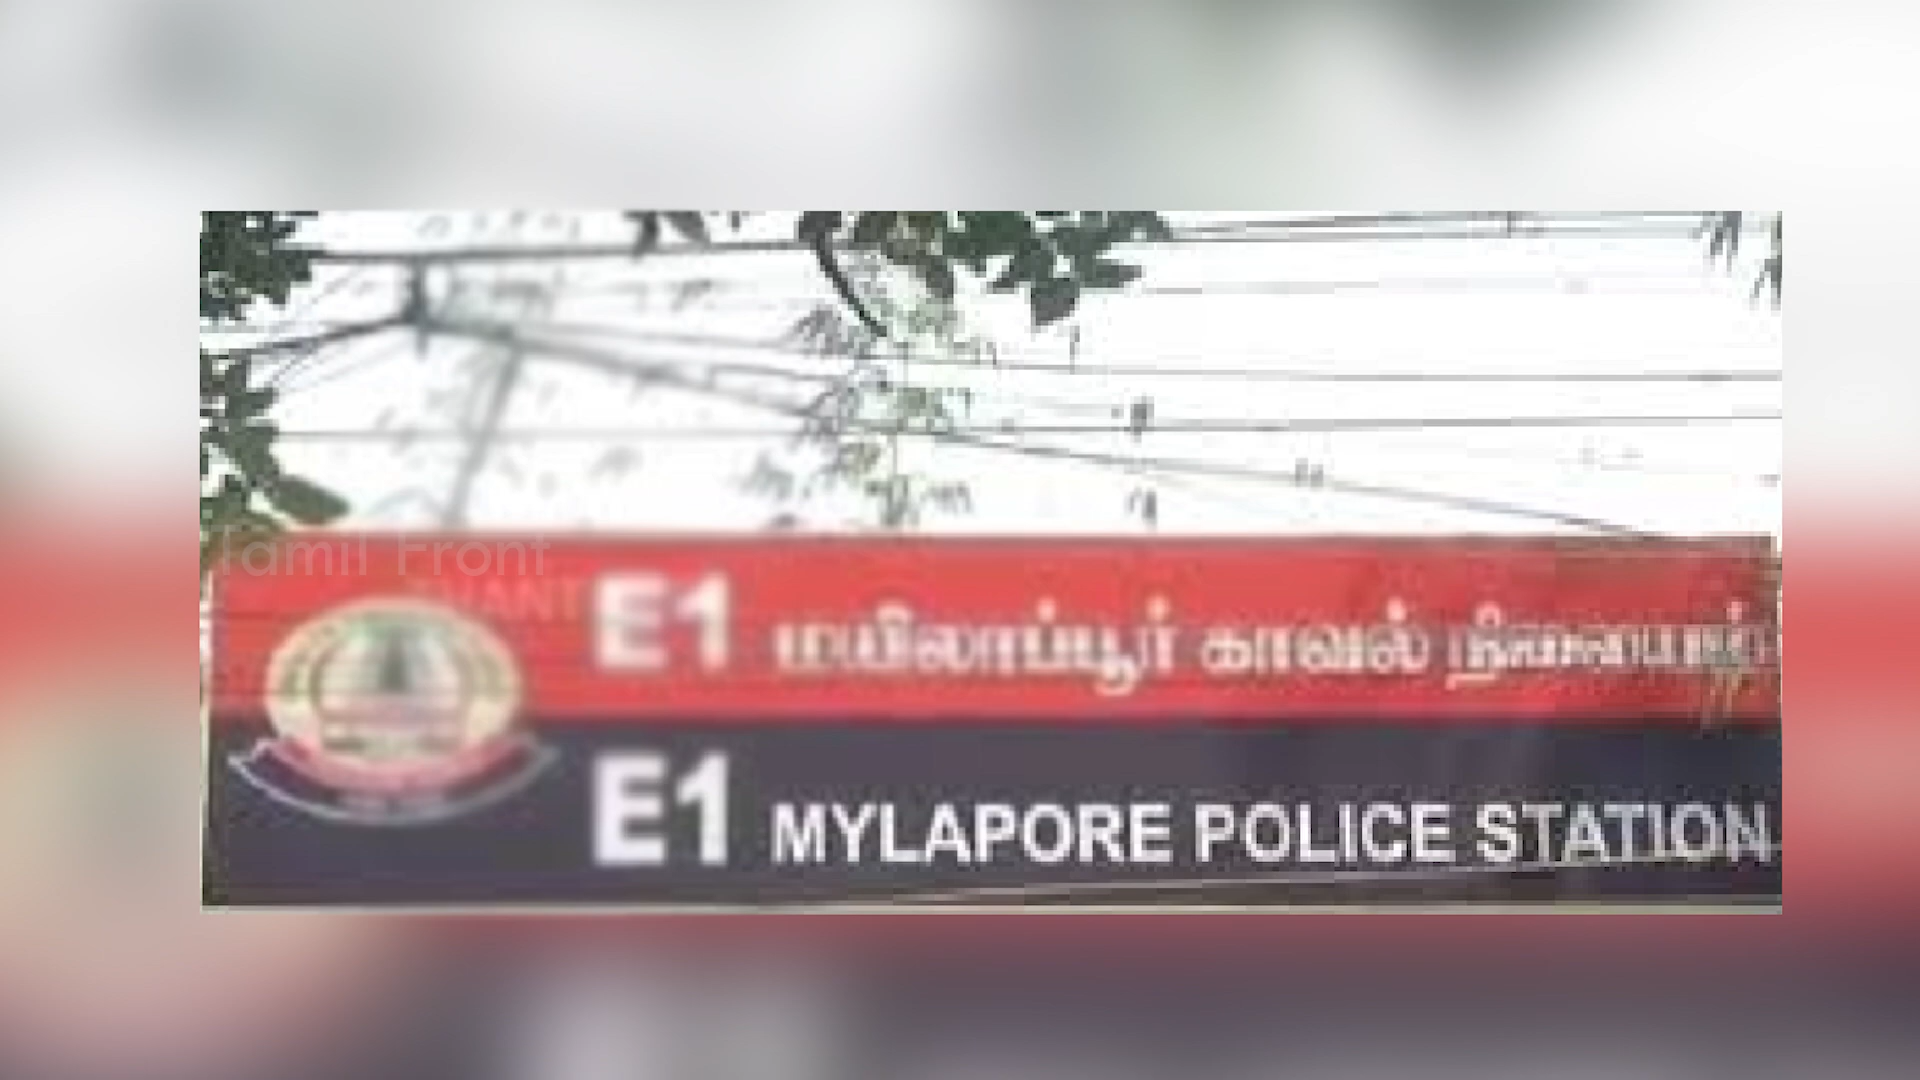 Tamil Front
E1 மயிலாப்பூர் காவல் நிலையம்
E1 MYLAPORE POLICE STATION